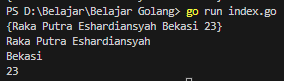 PS D:\Belajar\Belajar Golang> go run index.go
{Raka Putra Eshardiansyah Bekasi 23}
Raka Putra Eshardiansyah
Bekasi
23